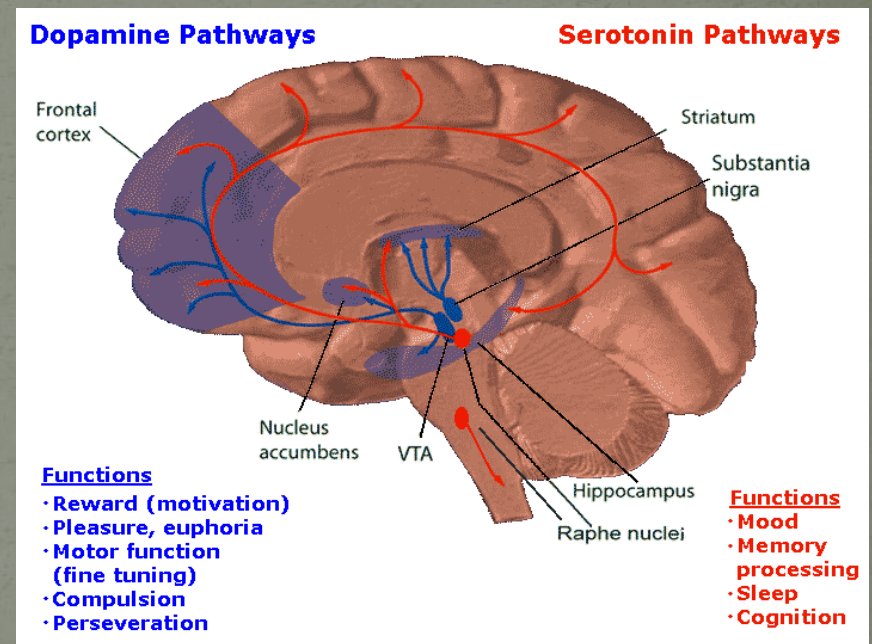 Dopamine Pathways
Serotonin Pathways
Frontal
cortex
Striatum
Substantia
nigra
Nucleus
accumbens
VTA
Hippocampus
Raphe nuclei
Functions
· Reward (motivation)
· Pleasure, euphoria
· Motor function
(fine tuning)
· Compulsion
· Perseveration
Functions
· Mood
· Memory
processing
· Sleep
· Cognition